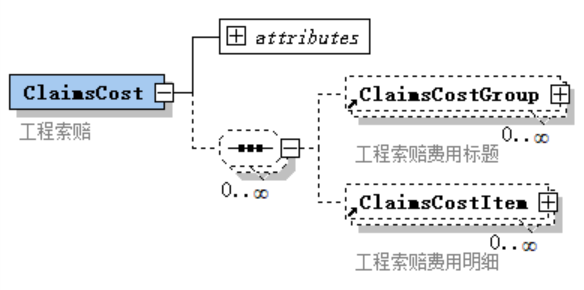 attributes
ClaimsCost
工程索赔
0..∞
ClaimsCostGroup
0..∞
工程索赔费用标题
ClaimsCostItem
0..∞
工程索赔费用明细